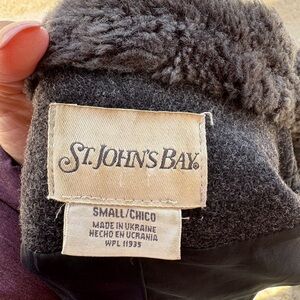 ST. JOHN'S BAY®
SMALL/CHICO
MADE IN UKRAINE
HECHO EN UCRANIA
WPL 11935